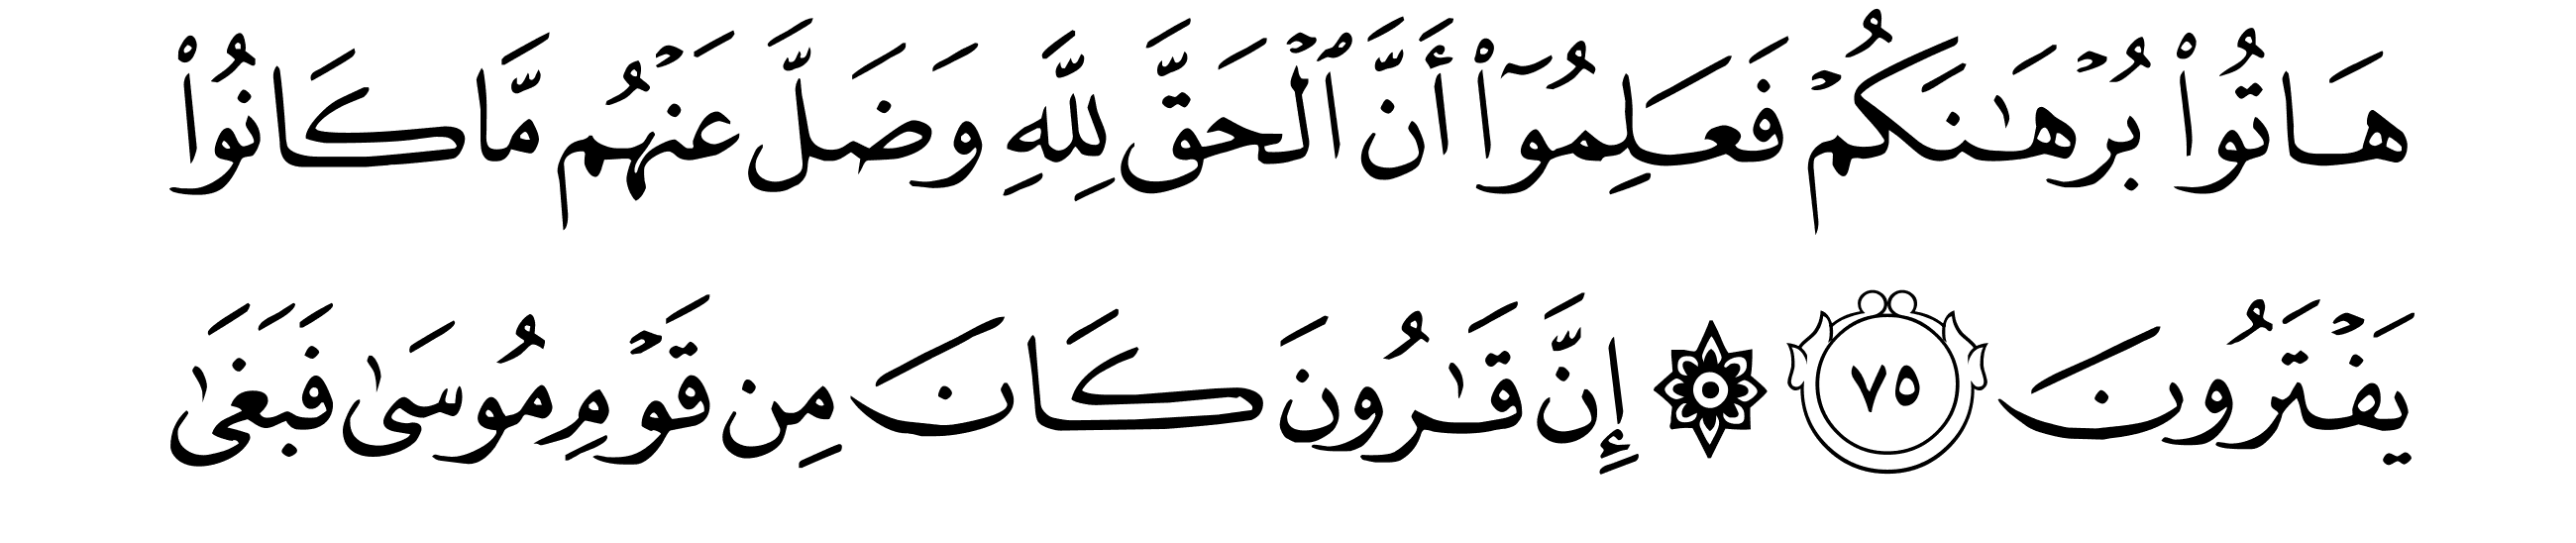 هَاتُوا۟ بُرْهَـٰنَكُمْ فَعَلِمُوٓا۟ أَنَّ ٱلْحَقَّ لِلَّهِ وَضَلَّ عَنْهُم مَّا كَانُوا۟
يَفْتَرُونَ ٧٥ ۞ إِنَّ قَـٰرُونَ كَانَ مِن قَوْمِ مُوسَىٰ فَبَغَىٰ